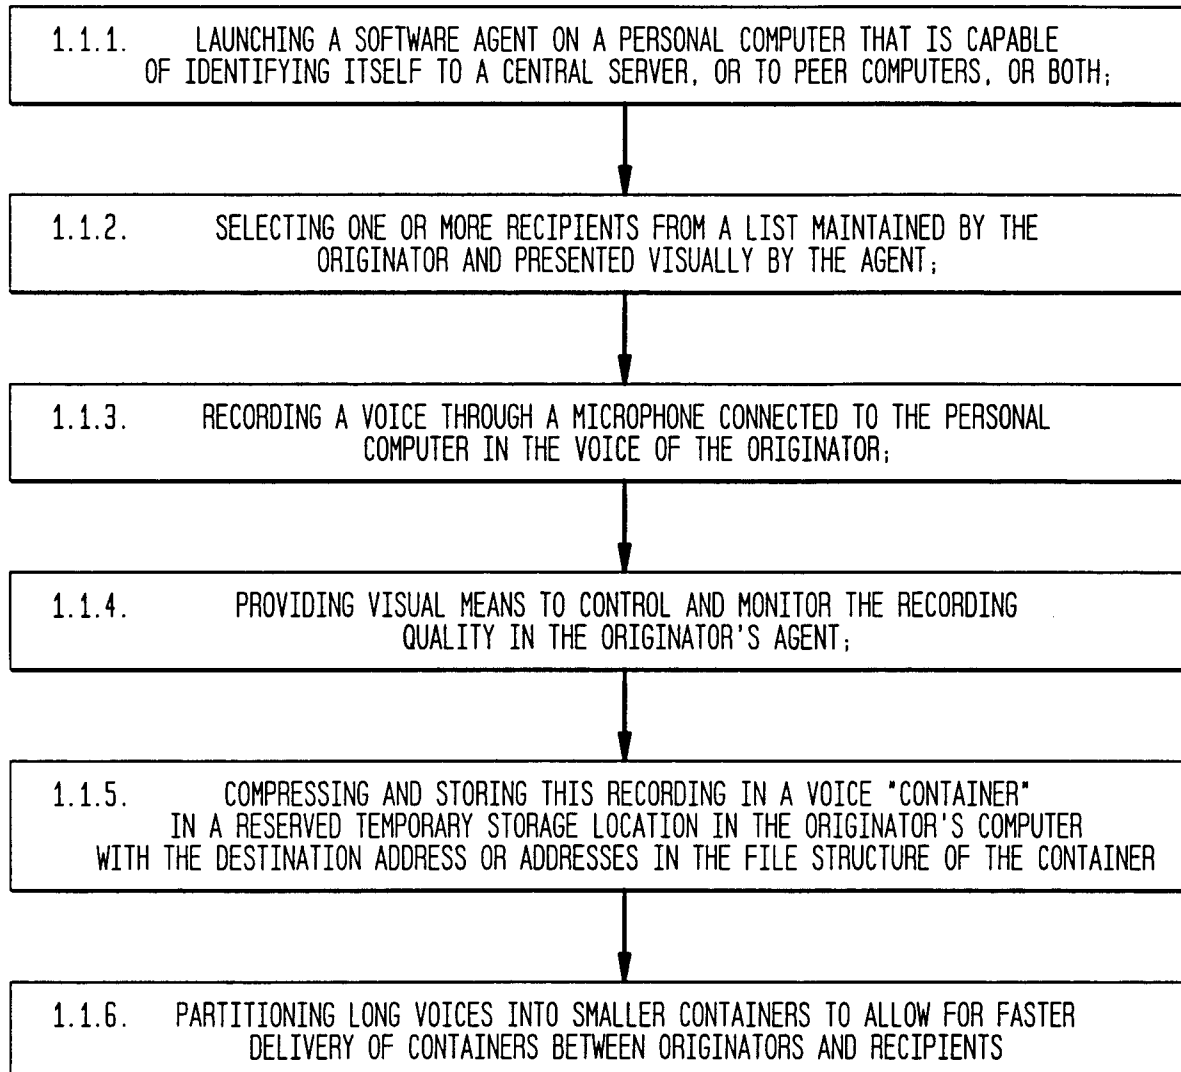 1.1.1. LAUNCHING A SOFTWARE AGENT ON A PERSONAL COMPUTER THAT IS CAPABLE
OF IDENTIFYING ITSELF TO A CENTRAL SERVER, OR TO PEER COMPUTERS, OR BOTH;
1.1.2. SELECTING ONE OR MORE RECIPIENTS FROM A LIST MAINTAINED BY THE
ORIGINATOR AND PRESENTED VISUALLY BY THE AGENT;
1.1.3. RECORDING A VOICE THROUGH A MICROPHONE CONNECTED TO THE PERSONAL
COMPUTER IN THE VOICE OF THE ORIGINATOR;
1.1.4. PROVIDING VISUAL MEANS TO CONTROL AND MONITOR THE RECORDING
QUALITY IN THE ORIGINATOR'S AGENT;
1.1.5. COMPRESSING AND STORING THIS RECORDING IN A VOICE "CONTAINER"
IN A RESERVED TEMPORARY STORAGE LOCATION IN THE ORIGINATOR'S COMPUTER
WITH THE DESTINATION ADDRESS OR ADDRESSES IN THE FILE STRUCTURE OF THE CONTAINER
1.1.6. PARTITIONING LONG VOICES INTO SMALLER CONTAINERS TO ALLOW FOR FASTER
DELIVERY OF CONTAINERS BETWEEN ORIGINATORS AND RECIPIENTS